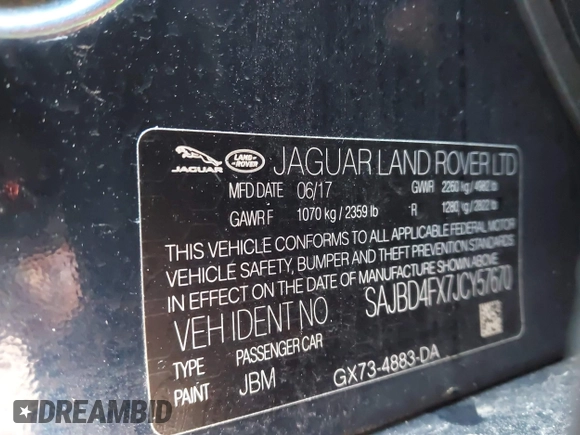 JAGUAR LAND ROVER JAGUAR LAND ROVER LTD
MFD DATE 06/17 GVWR 2260 kg / 4982 lb
GAWR F 1070 kg / 2359 lb -R 1280 kg / 2822 lb
THIS VEHICLE CONFORMS TO ALL APPLICABLE FEDERAL MOTOR
VEHICLE SAFETY, BUMPER AND THEFT PREVENTION STANDARDS
IN EFFECT ON THE DATE OF MANUFACTURE SHOWN ABOVE
VEH IDENT NO. SAJBD4FX7JCY57670
TYPE PASSENGER CAR
PAINT JBM GX73-4883-DA
DREAMBID